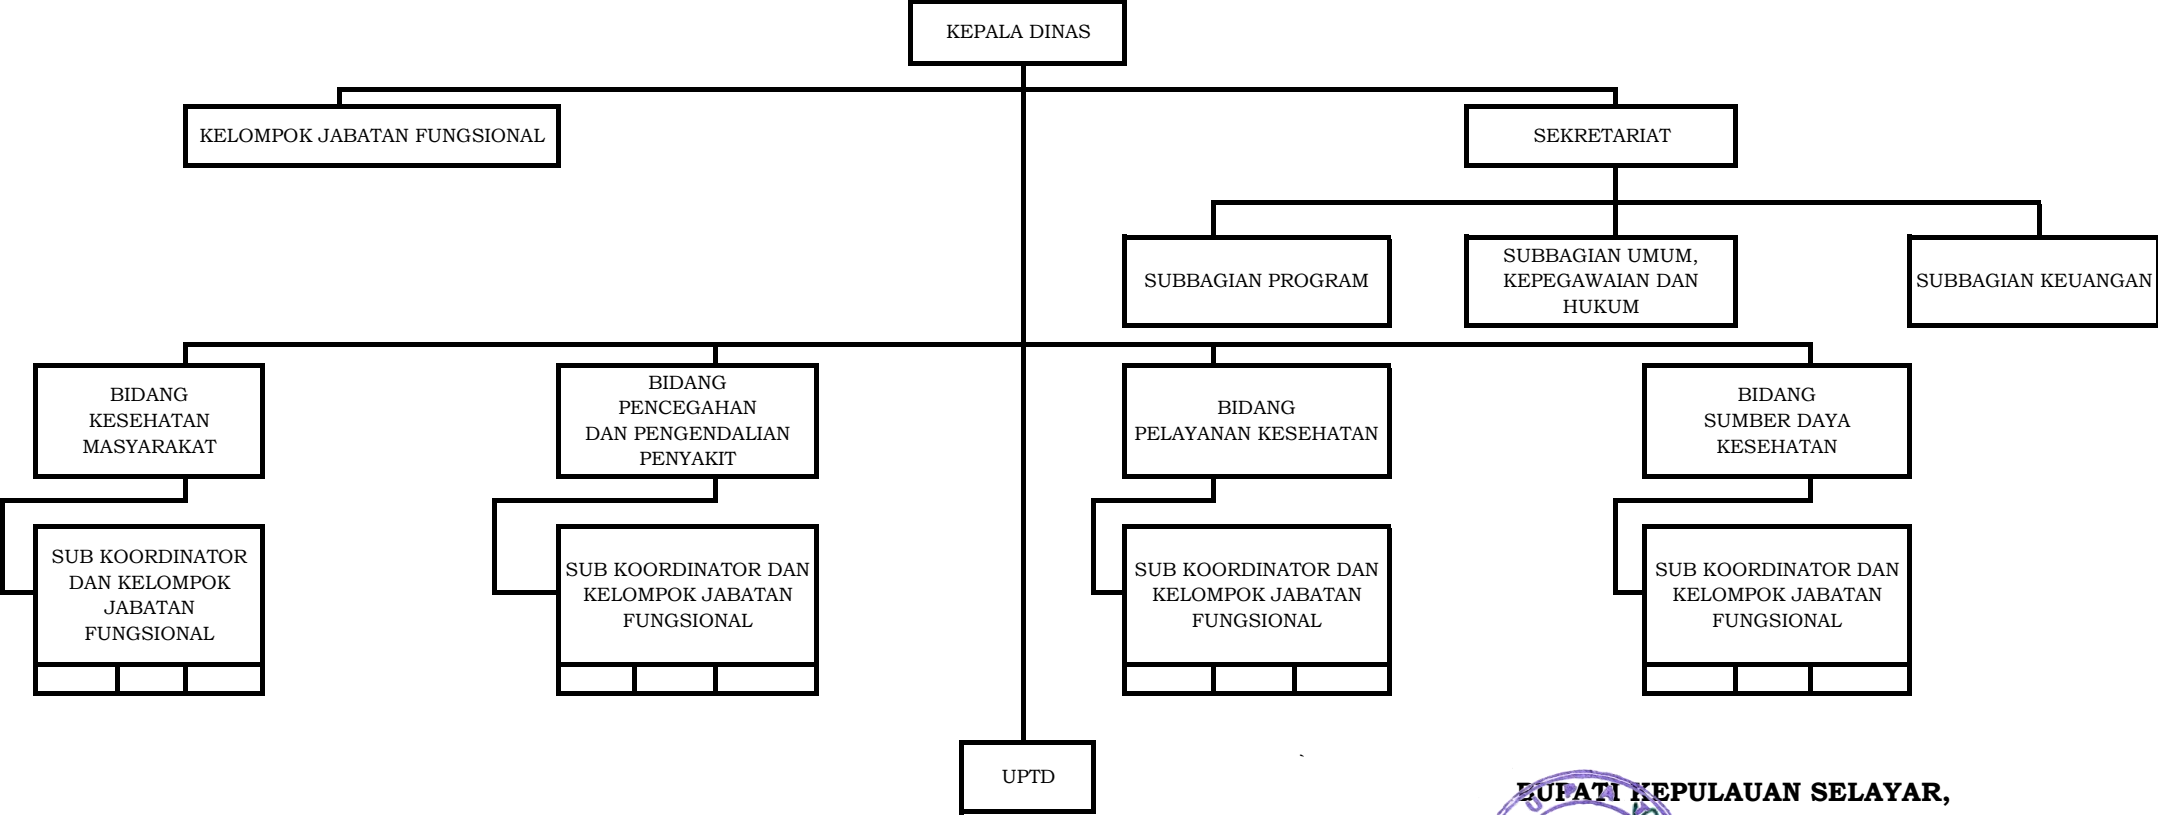 KEPALA DINAS
KELOMPOK JABATAN FUNGSIONAL
SEKRETARIAT
SUBBAGIAN PROGRAM
SUBBAGIAN UMUM,
KEPEGAWAIAN DAN
HUKUM
SUBBAGIAN KEUANGAN
BIDANG
KESEHATAN
MASYARAKAT
BIDANG
PENCEGAHAN
DAN PENGENDALIAN
PENYAKIT
BIDANG
PELAYANAN KESEHATAN
BIDANG
SUMBER DAYA
KESEHATAN
SUB KOORDINATOR
DAN KELOMPOK
JABATAN
FUNGSIONAL
SUB KOORDINATOR DAN
KELOMPOK JABATAN
FUNGSIONAL
SUB KOORDINATOR DAN
KELOMPOK JABATAN
FUNGSIONAL
SUB KOORDINATOR DAN
KELOMPOK JABATAN
FUNGSIONAL
UPTD
BUPATI KEPULAUAN SELAYAR,